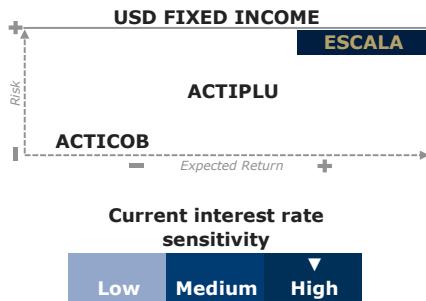 USD FIXED INCOME
ESCALA
Risk
ACTIPLU
ACTICOB
Expected Return
Current interest rate
sensitivity
Low Medium High